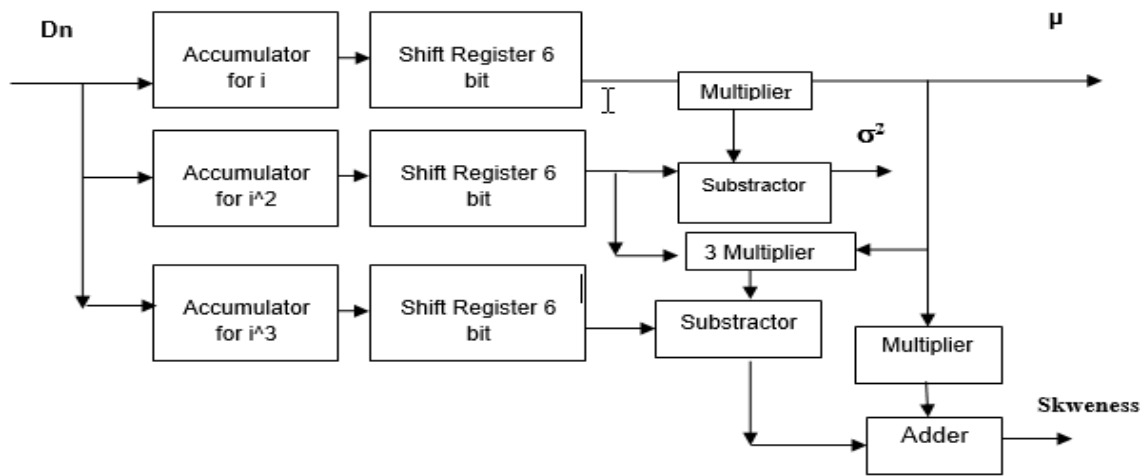 Dn
µ
Accumulator
for i
Shift Register 6
bit
Multiplier
σ²
Accumulator
for i^2
Shift Register 6
bit
Substractor
3 Multiplier
Accumulator
for i^3
Shift Register 6
bit
Substractor
Multiplier
Skweness
Adder